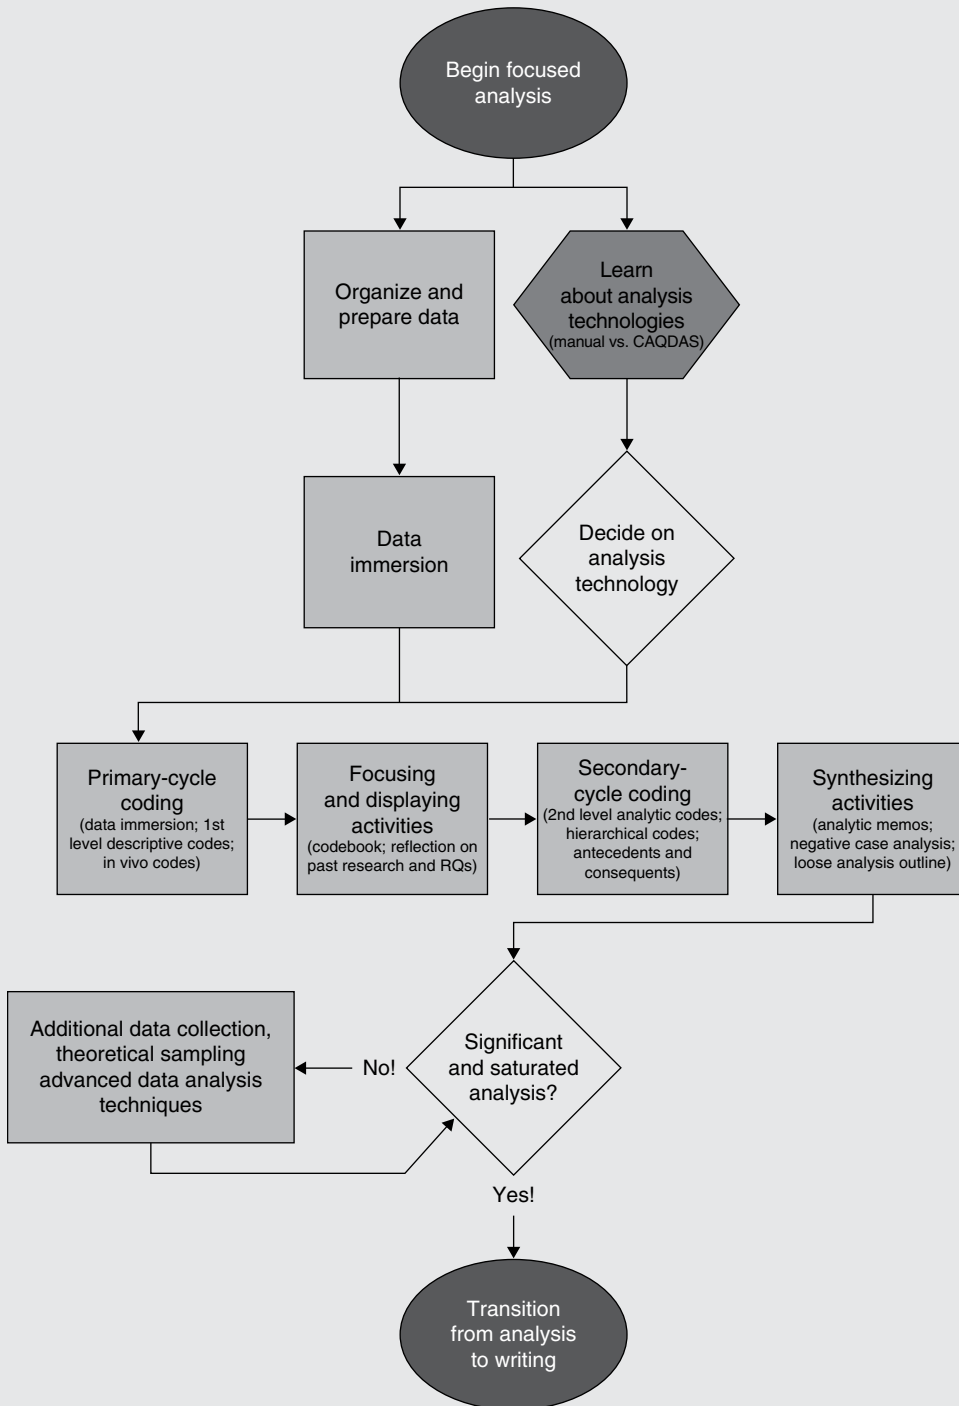 Begin focused
analysis
Organize and
prepare data
Learn
about analysis
technologies
(manual vs. CAQDAS)
Data
immersion
Decide on
analysis
technology
Primary-cycle
coding
(data immersion; 1st
level descriptive codes;
in vivo codes)
Focusing
and displaying
activities
(codebook; reflection on
past research and RQs)
Secondary-
cycle coding
(2nd level analytic codes;
hierarchical codes;
antecedents and
consequents)
Synthesizing
activities
(analytic memos;
negative case analysis;
loose analysis outline)
Additional data collection,
theoretical sampling
advanced data analysis
techniques
No!
Significant
and saturated
analysis?
Yes!
Transition
from analysis
to writing